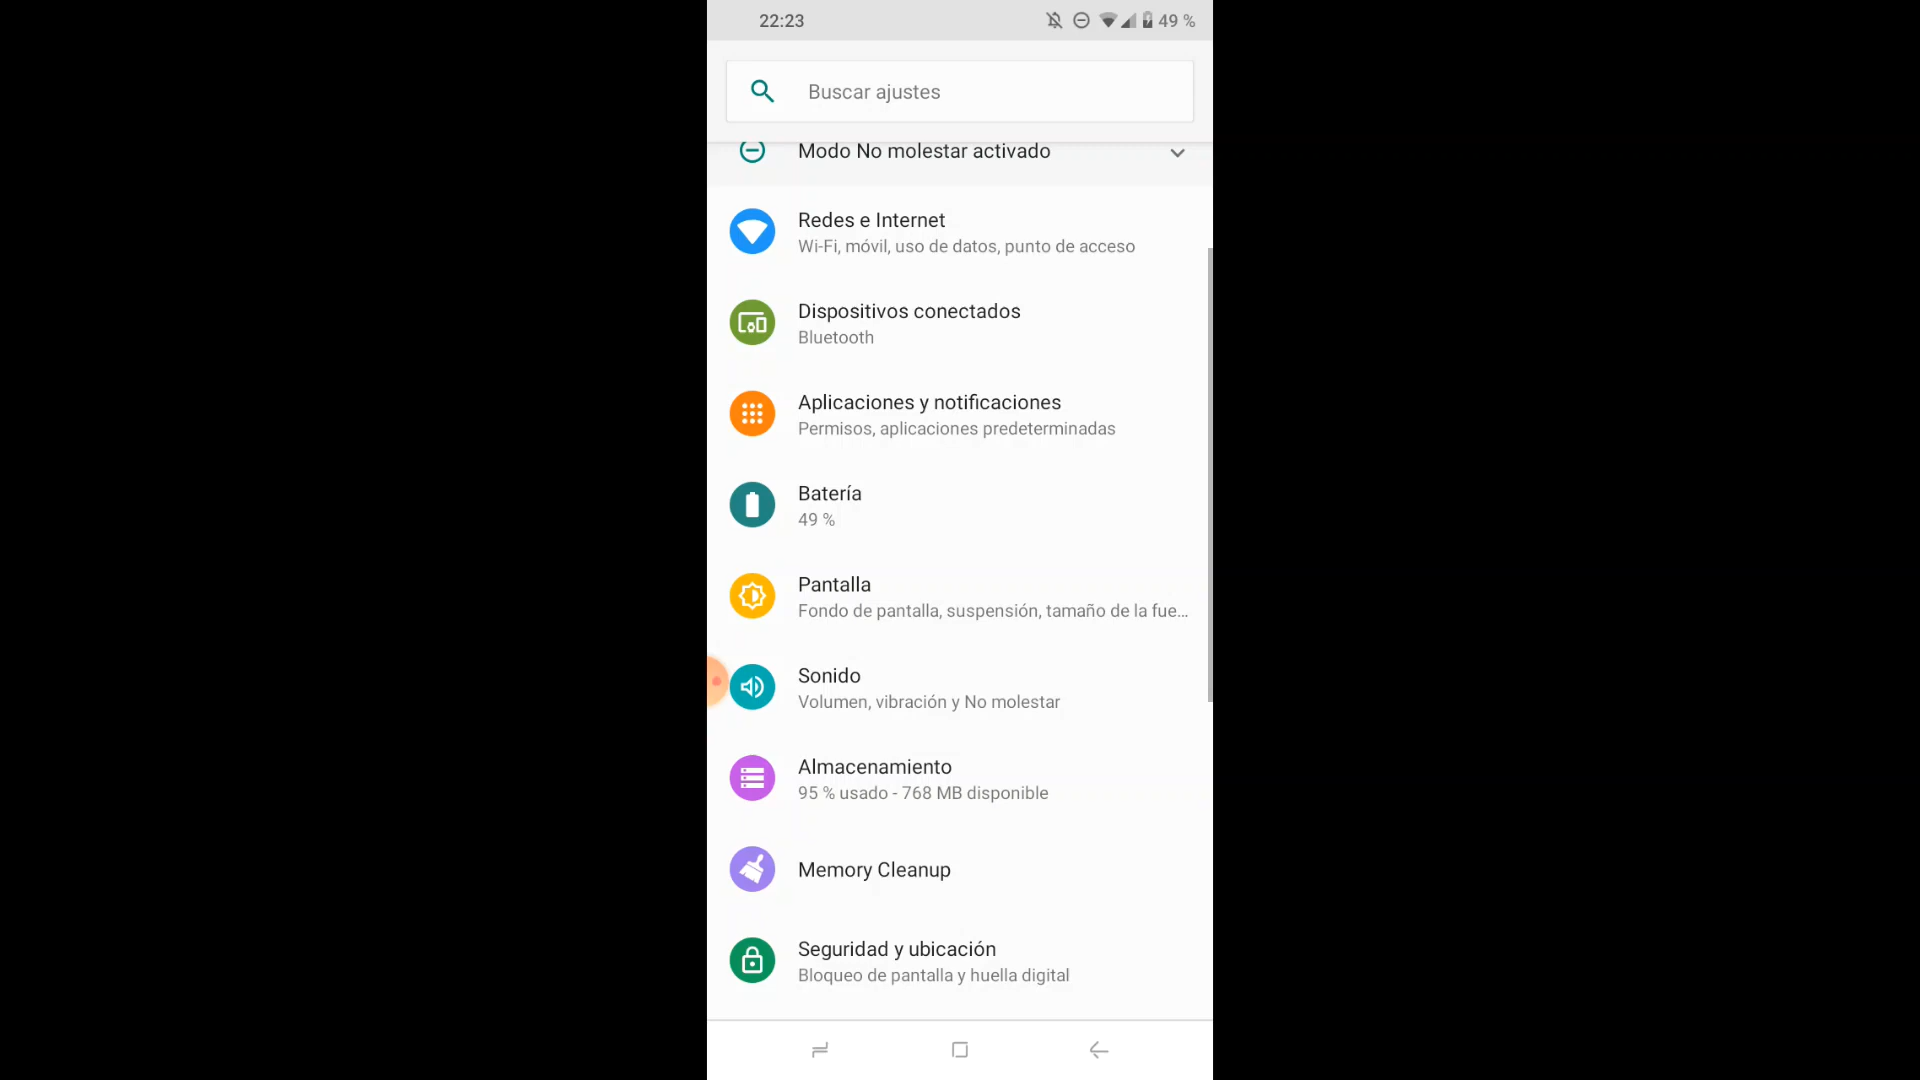 22:23
49 %
Buscar ajustes
Modo No molestar activado
Redes e Internet
Wi-Fi, móvil, uso de datos, punto de acceso
Dispositivos conectados
Bluetooth
Aplicaciones y notificaciones
Permisos, aplicaciones predeterminadas
Batería
49 %
Pantalla
Fondo de pantalla, suspensión, tamaño de la fue...
Sonido
Volumen, vibración y No molestar
Almacenamiento
95 % usado - 768 MB disponible
Memory Cleanup
Seguridad y ubicación
Bloqueo de pantalla y huella digital